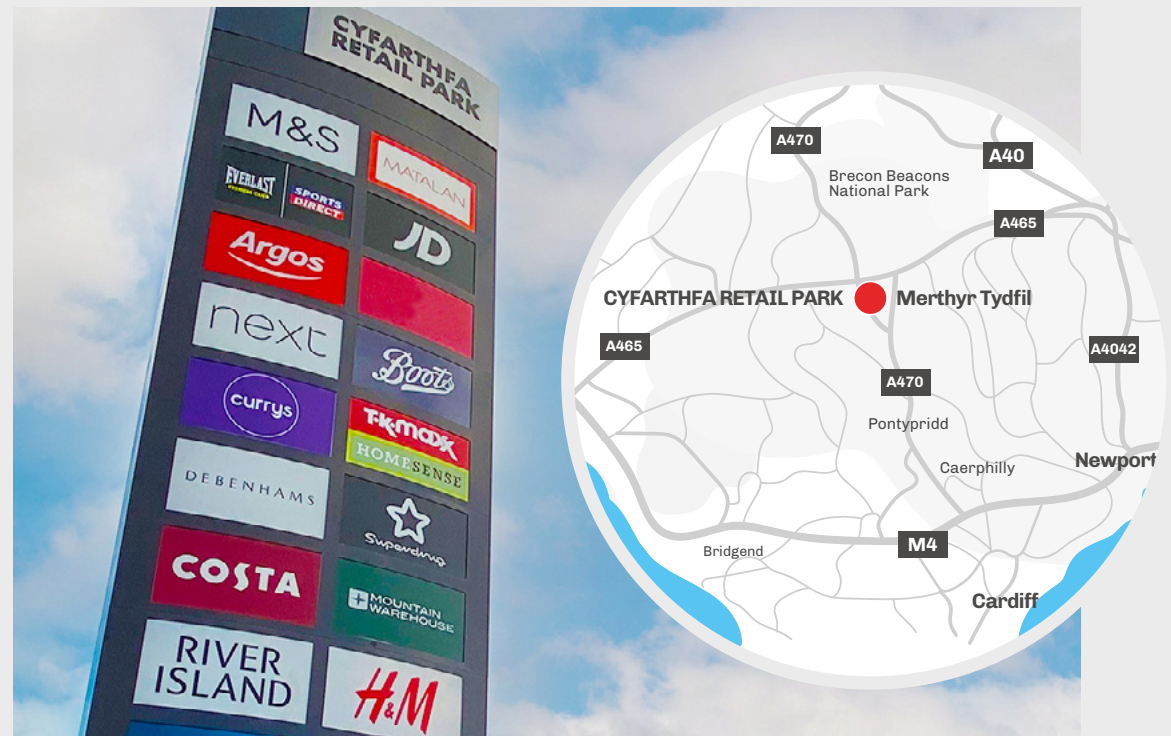 CYFARTHFA
RETAIL PARK
M&S
MATALAN
EVERLAST
FITNESS CLUB
SPORTS
DIRECT
JD
Argos
next
Boots
currys
T·K·maxx
HOMESENSE
DEBENHAMS
Superdrug
COSTA
MOUNTAIN
WAREHOUSE
RIVER
ISLAND
H&M
A470
A40
Brecon Beacons
National Park
A465
CYFARTHFA RETAIL PARK
Merthyr Tydfil
A465
A4042
A470
Pontypridd
Caerphilly
Newport
Bridgend
M4
Cardiff